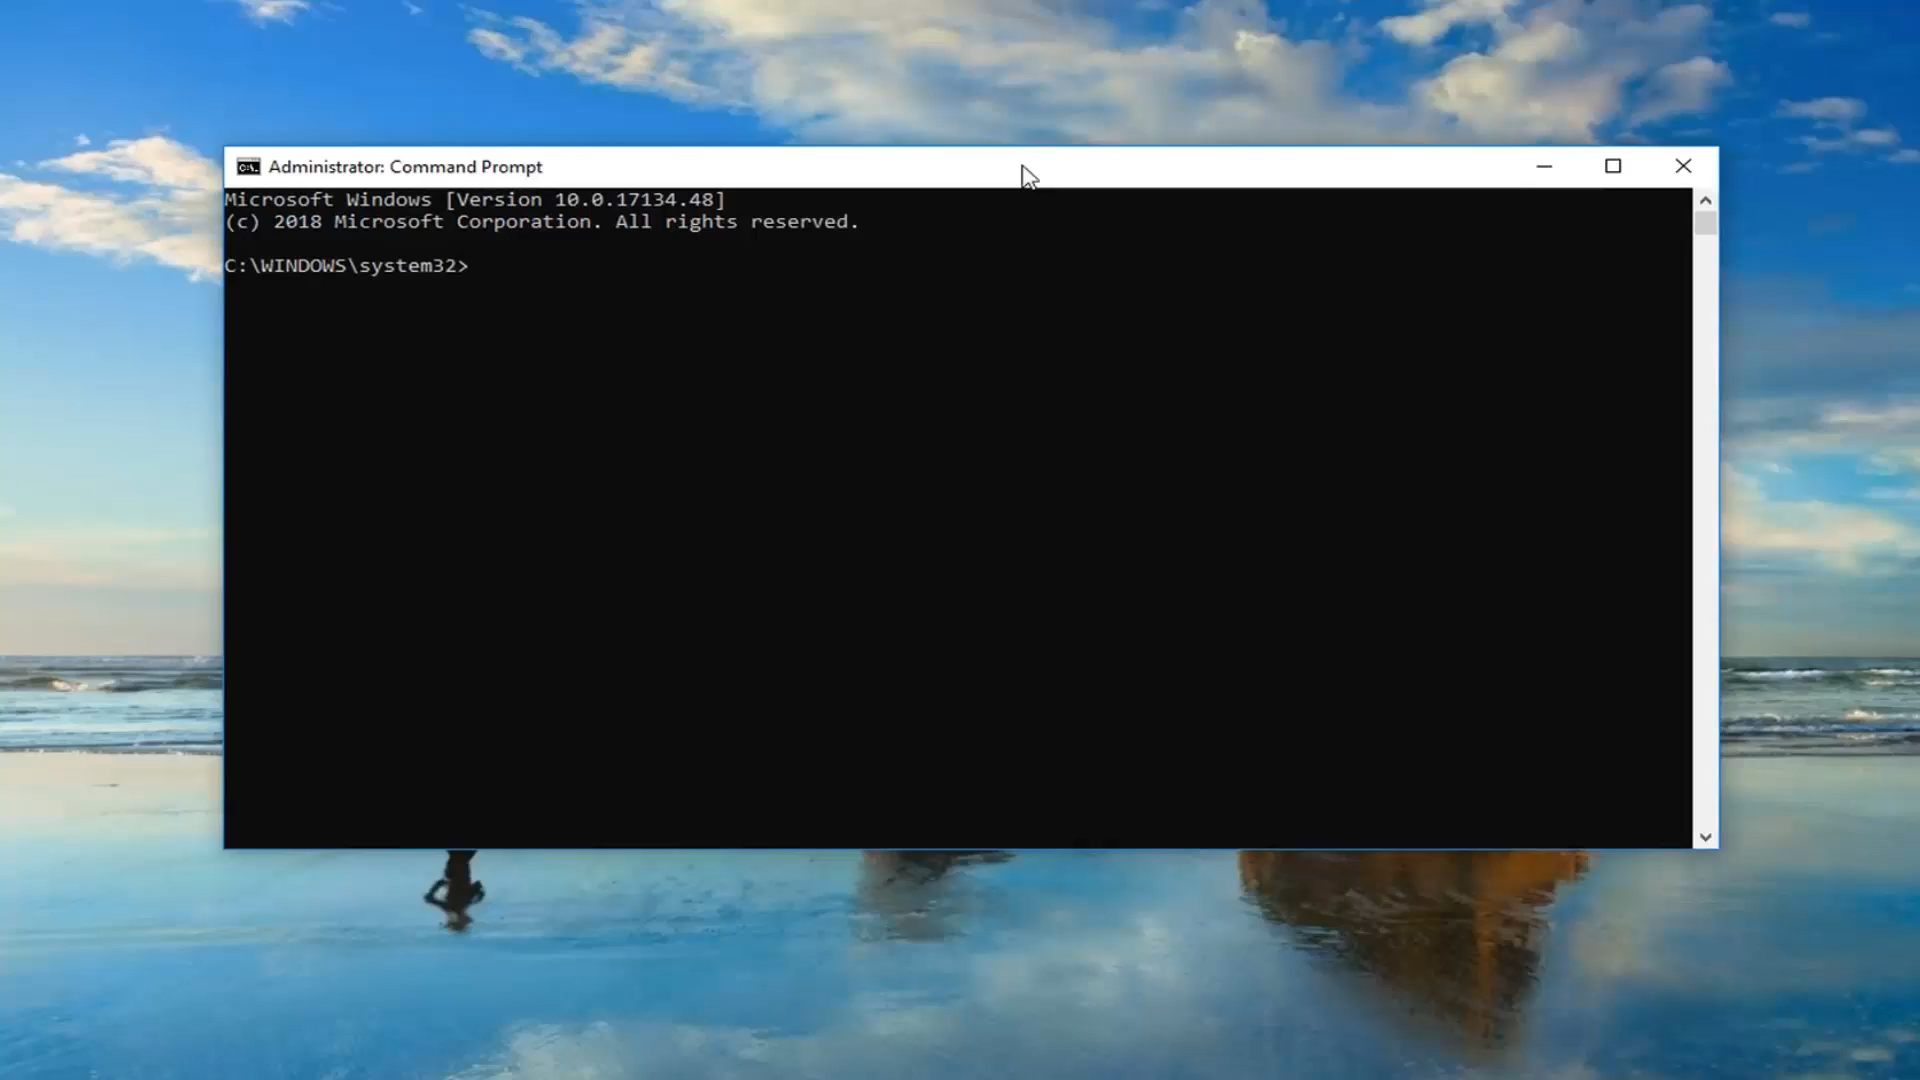 Administrator: Command Prompt
Microsoft Windows [Version 10.0.17134.48]
(c) 2018 Microsoft Corporation. All rights reserved.
C:\WINDOWS\system32>